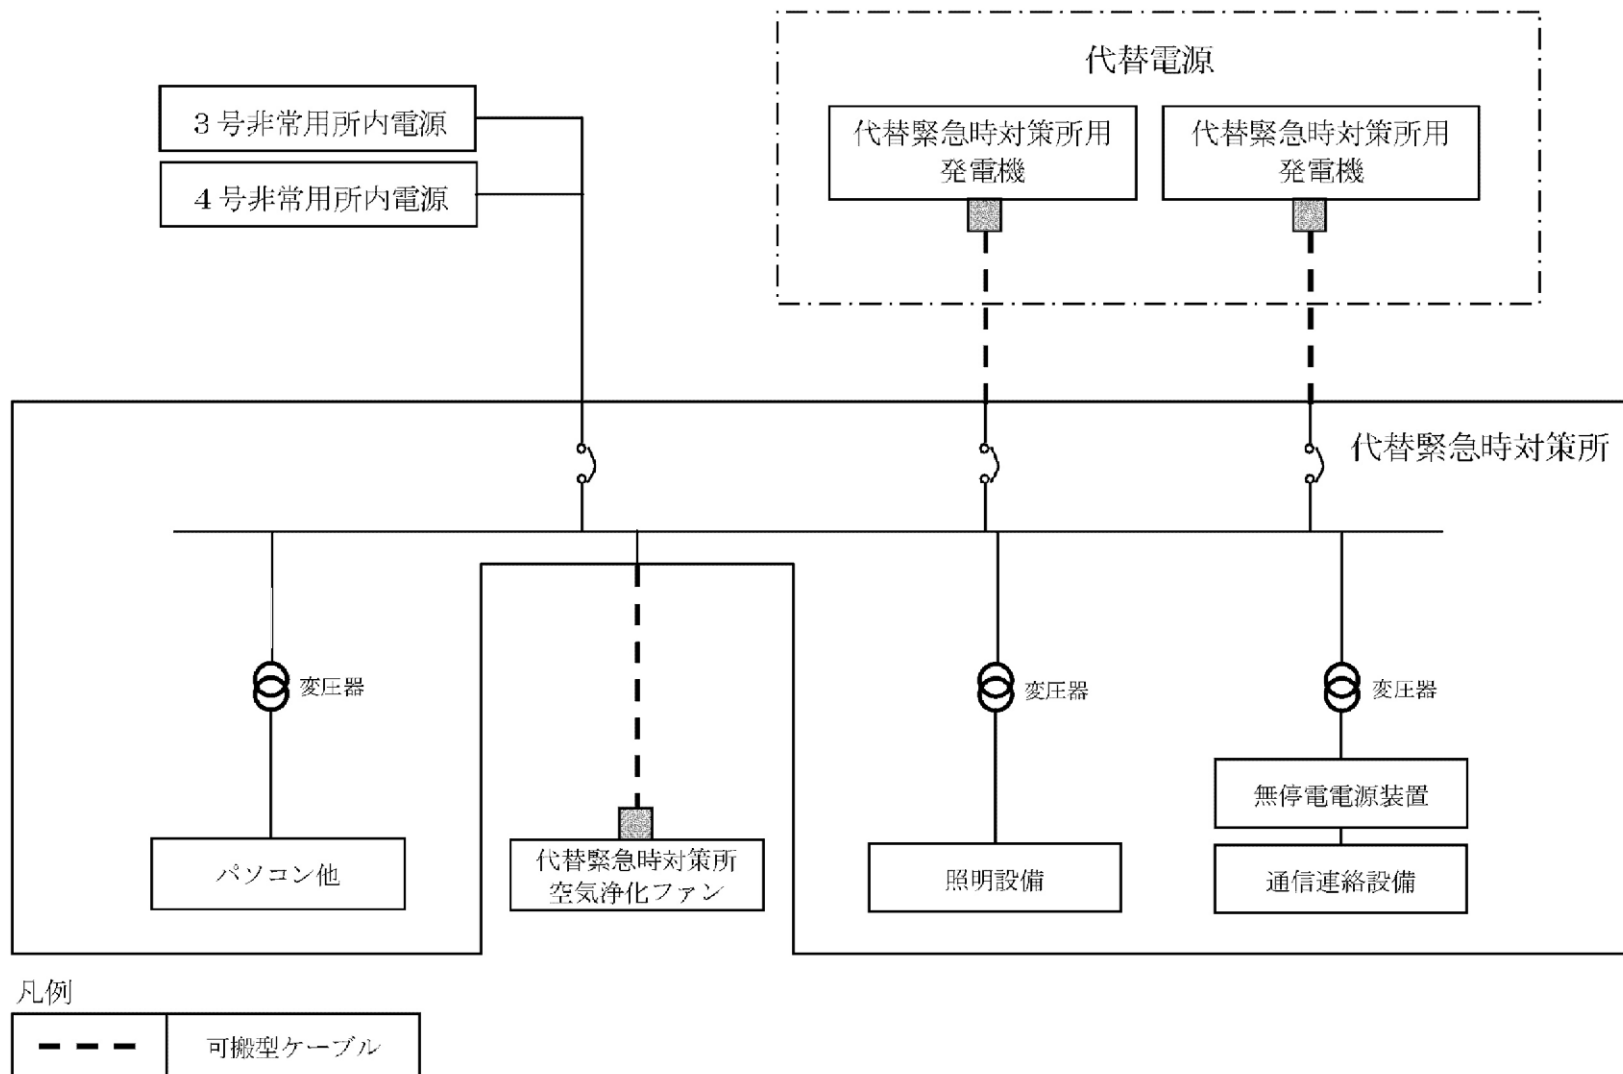 代替電源
3号非常用所内電源
4号非常用所内電源
代替緊急時対策所用
発電機
代替緊急時対策所用
発電機
代替緊急時対策所
変圧器
変圧器
変圧器
無停電電源装置
パソコン他
代替緊急時対策所
空気浄化ファン
照明設備
通信連絡設備
凡例
可搬型ケーブル